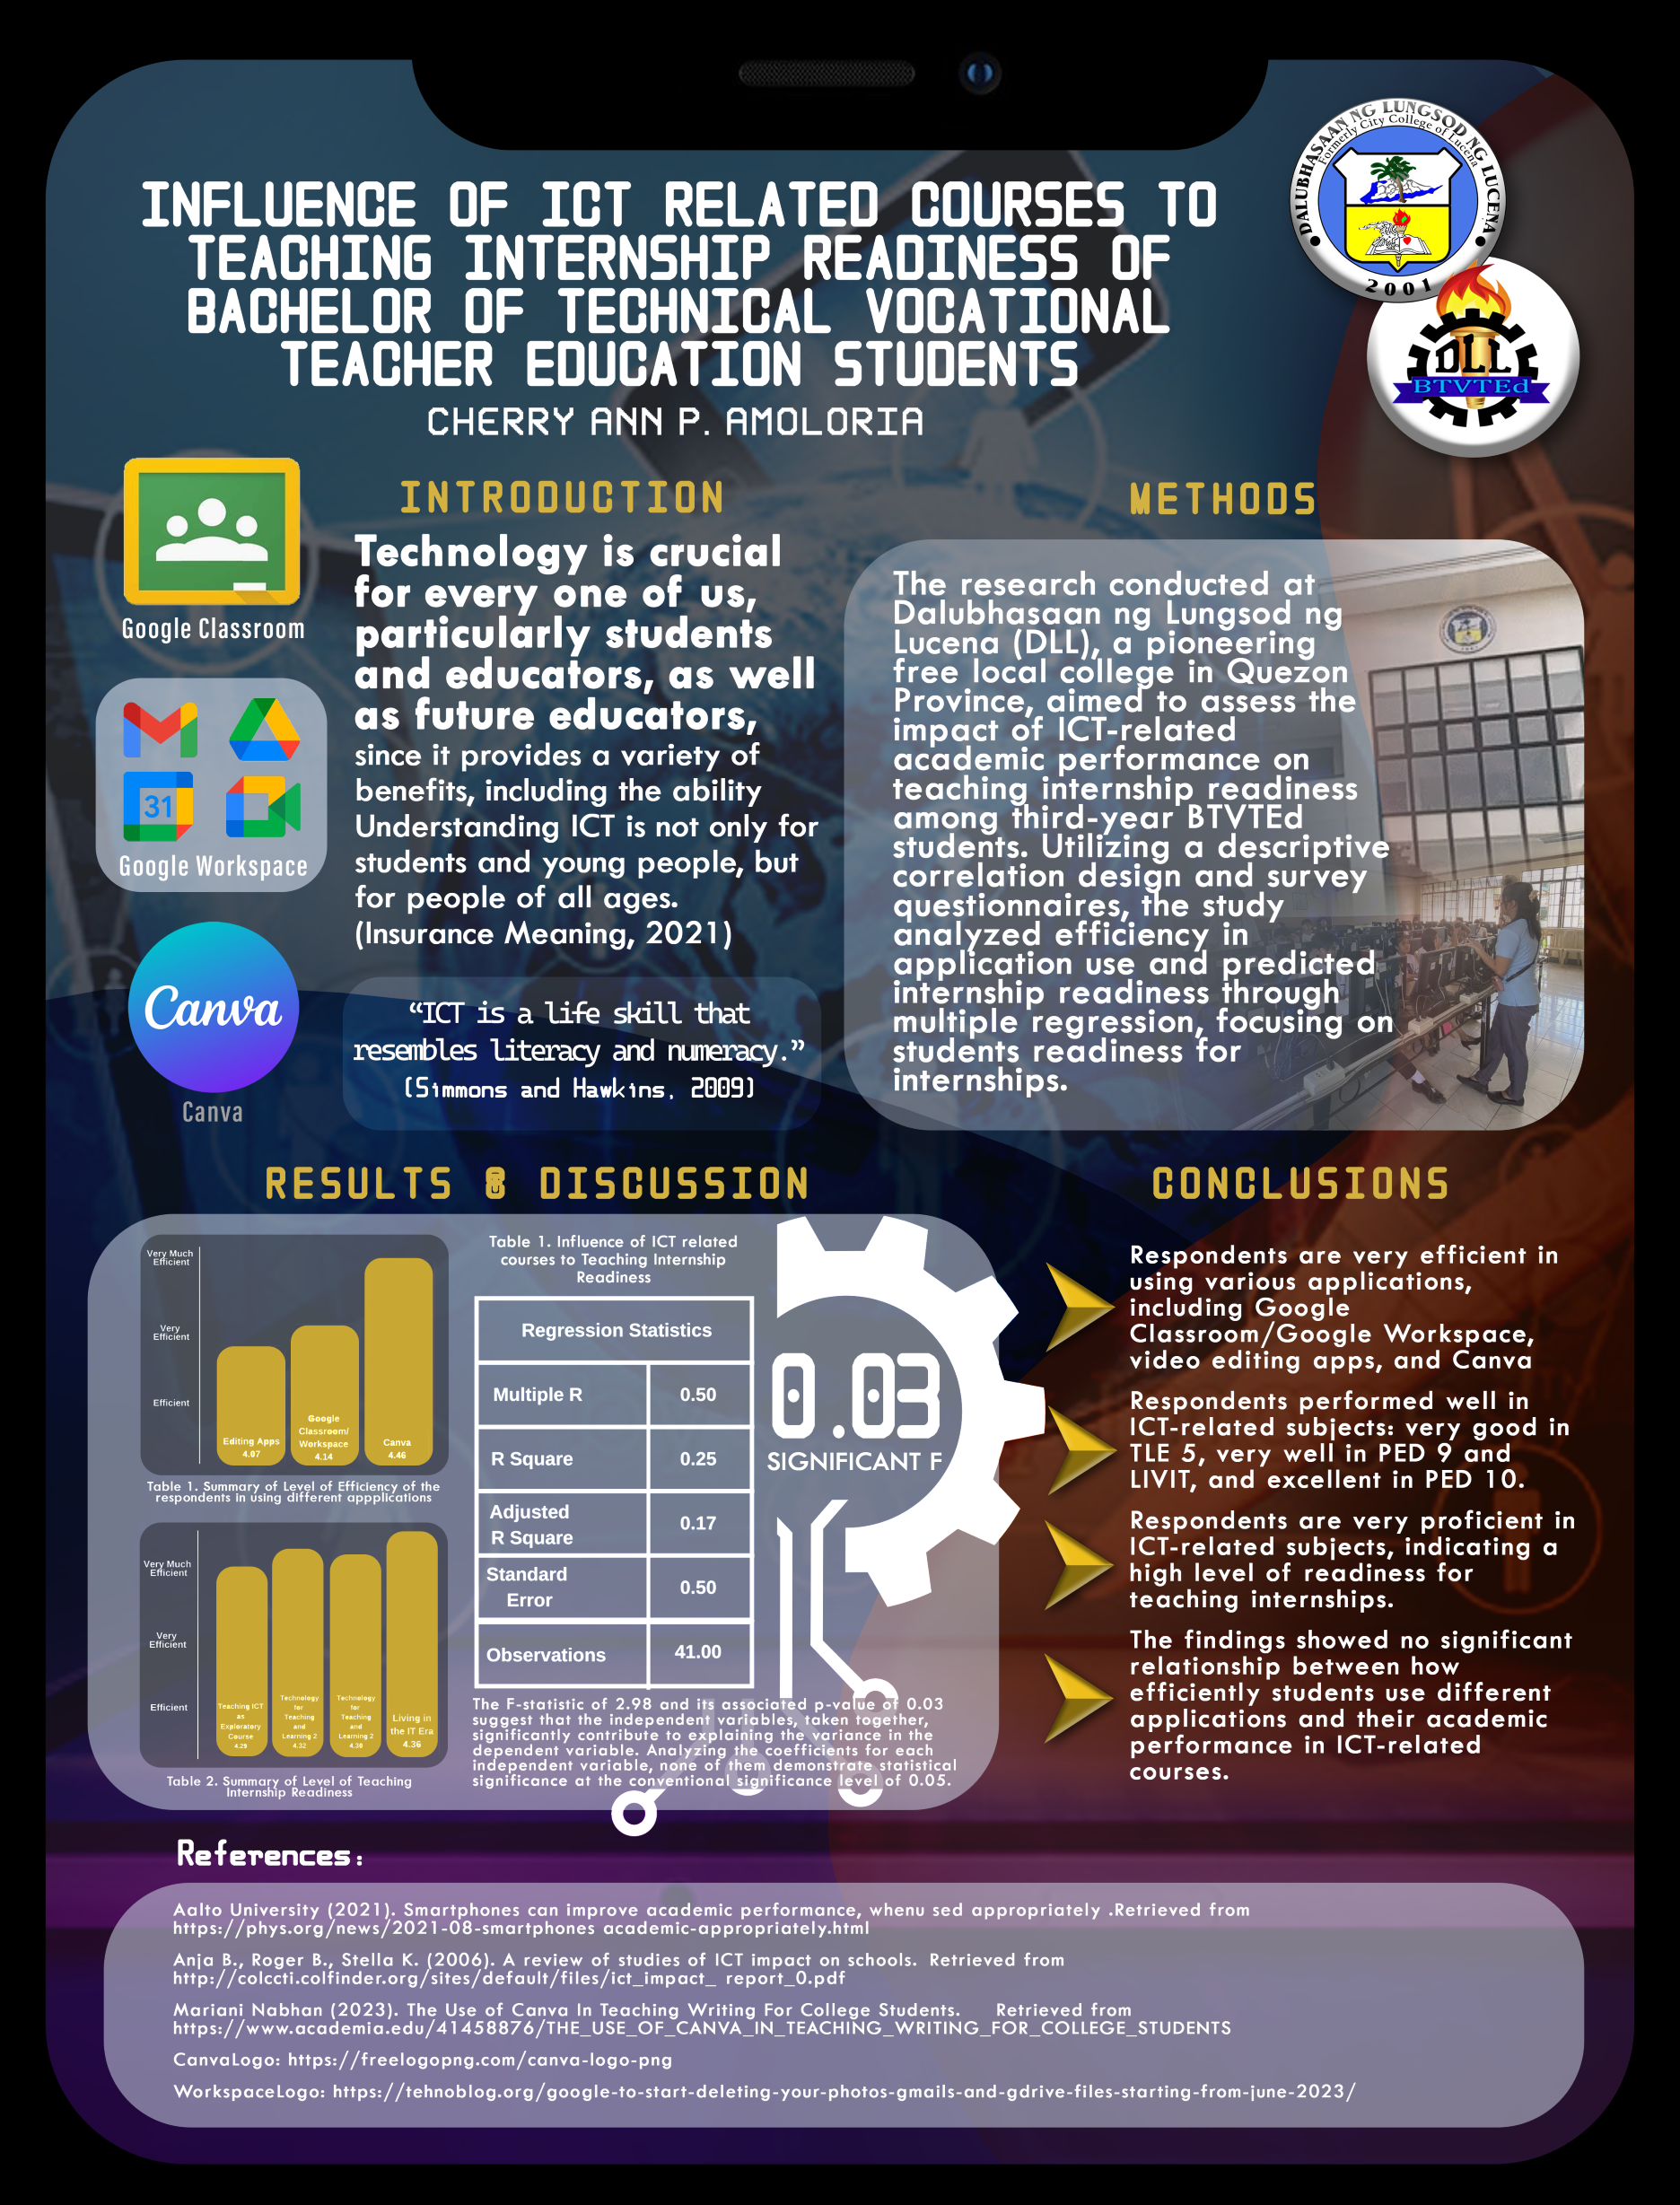 DALUBHASAAN NG LUNGSOD NG LUCENA
Formerly City College of Lucena
2001
DLL
BTVTEd
INFLUENCE OF ICT RELATED COURSES TO
TEACHING INTERNSHIP READINESS OF
BACHELOR OF TECHNICAL VOCATIONAL
TEACHER EDUCATION STUDENTS
CHERRY ANN P. AMOLORIA
Google Classroom
31
Google Workspace
Canva
Canva
INTRODUCTION
Technology is crucial
for every one of us,
particularly students
and educators, as well
as future educators,
since it provides a variety of
benefits, including the ability
Understanding ICT is not only for
students and young people, but
for people of all ages.
(Insurance Meaning, 2021)
“ICT is a life skill that
resembles literacy and numeracy.”
(Simmons and Hawkins, 2009)
METHODS
The research conducted at
Dalubhasaan ng Lungsod ng
Lucena (DLL), a pioneering
free local college in Quezon
Province, aimed to assess the
impact of ICT-related
academic performance on
teaching internship readiness
among third-year BTVTEd
students. Utilizing a descriptive
correlation design and survey
questionnaires, the study
analyzed efficiency in
application use and predicted
internship readiness through
multiple regression, focusing on
students readiness for
internships.
RESULTS & DISCUSSION
Very Much
Efficient
Very
Efficient
Efficient
Editing Apps
4.07
Google
Classroom/
Workspace
4.14
Canva
4.46
Table 1. Summary of Level of Efficiency of the
respondents in using different appplications
Very Much
Efficient
Very
Efficient
Efficient
Teaching ICT
as
Exploratory
Course
4.29
Technology
for
Teaching
and
Learning 2
4.32
Technology
for
Teaching
and
Learning 2
4.30
Living in
the IT Era
4.36
Table 2. Summary of Level of Teaching
Internship Readiness
Table 1. Influence of ICT related
courses to Teaching Internship
Readiness
Regression Statistics
Multiple R 0.50
R Square 0.25
Adjusted
R Square 0.17
Standard
Error 0.50
Observations 41.00
0.03
SIGNIFICANT F
The F-statistic of 2.98 and its associated p-value of 0.03
suggest that the independent variables, taken together,
significantly contribute to explaining the variance in the
dependent variable. Analyzing the coefficients for each
independent variable, none of them demonstrate statistical
significance at the conventional significance level of 0.05.
CONCLUSIONS
Respondents are very efficient in
using various applications,
including Google
Classroom/Google Workspace,
video editing apps, and Canva
Respondents performed well in
ICT-related subjects: very good in
TLE 5, very well in PED 9 and
LIVIT, and excellent in PED 10.
Respondents are very proficient in
ICT-related subjects, indicating a
high level of readiness for
teaching internships.
The findings showed no significant
relationship between how
efficiently students use different
applications and their academic
performance in ICT-related
courses.
References:
Aalto University (2021). Smartphones can improve academic performance, whenu sed appropriately .Retrieved from
https://phys.org/news/2021-08-smartphones academic-appropriately.html
Anja B., Roger B., Stella K. (2006). A review of studies of ICT impact on schools. Retrieved from
http://colccti.colfinder.org/sites/default/files/ict_impact_ report_0.pdf
Mariani Nabhan (2023). The Use of Canva In Teaching Writing For College Students. Retrieved from
https://www.academia.edu/41458876/THE_USE_OF_CANVA_IN_TEACHING_WRITING_FOR_COLLEGE_STUDENTS
CanvaLogo: https://freelogopng.com/canva-logo-png
WorkspaceLogo: https://tehnoblog.org/google-to-start-deleting-your-photos-gmails-and-gdrive-files-starting-from-june-2023/